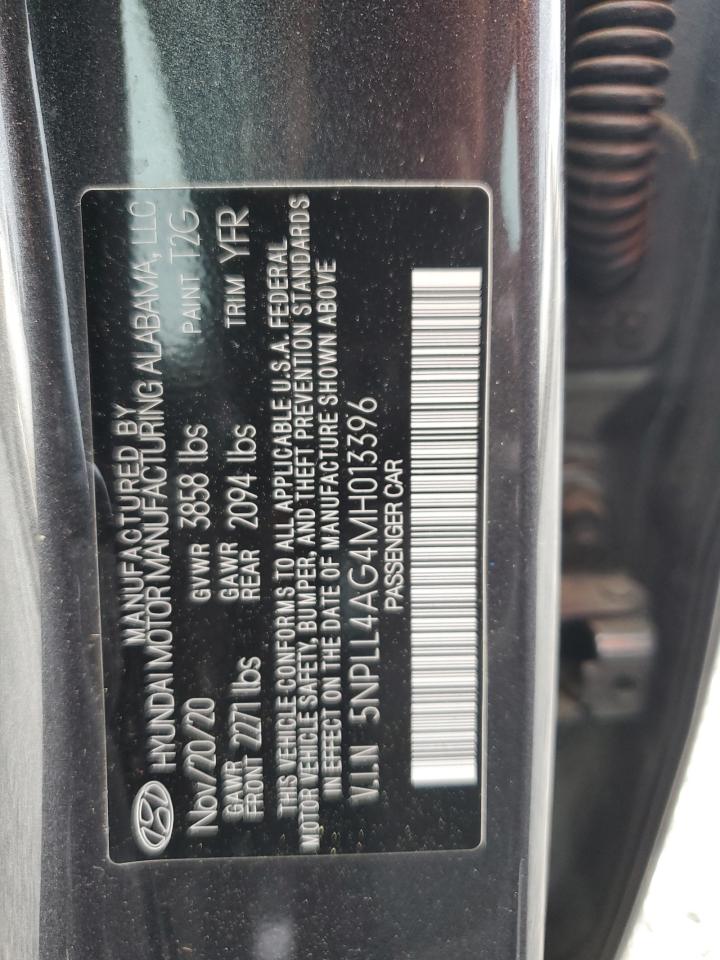 MANUFACTURED BY
HYUNDAI MOTOR MANUFACTURING ALABAMA, LLC
Nov/20/20 GVWR 3858 lbs PAINT T2G
GAWR FRONT 2271 lbs GAWR REAR 2094 lbs TRIM YFR
THIS VEHICLE CONFORMS TO ALL APPLICABLE U.S.A. FEDERAL
MOTOR VEHICLE SAFETY, BUMPER, AND THEFT PREVENTION STANDARDS
IN EFFECT ON THE DATE OF MANUFACTURE SHOWN ABOVE
V.I.N 5NPLL4AG4MH013396
PASSENGER CAR